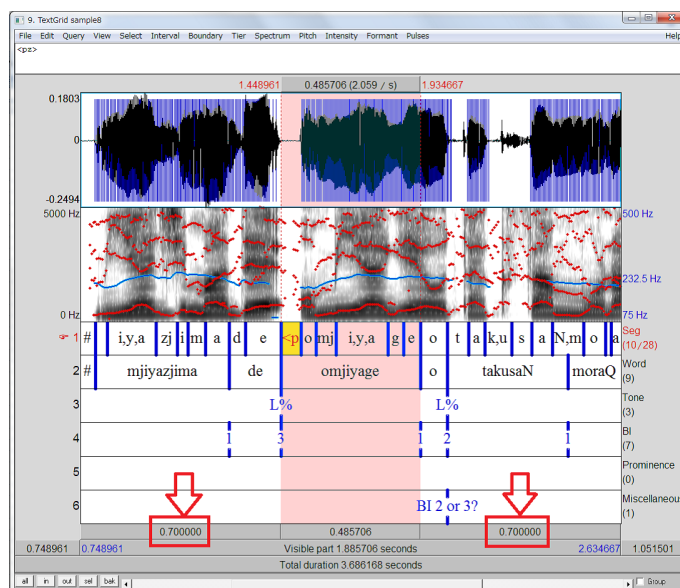 9. TextGrid sample8
File Edit Query View Select Interval Boundary Tier Spectrum Pitch Intensity Formant Pulses Help
<pz>
1.448961 0.485706 (2.059 / s) 1.934667
0.1803
0
-0.2494
5000 Hz 500 Hz
232.5 Hz
0 Hz 75 Hz
1 # i,y,a zj i m a d e <p o mj i,y,a g e o t a k,u s a N,m o a Seg (10/28)
2 # mjiyazjima de omjiyage o takusaN moraQ Word (9)
3 L% L% Tone (3)
4 1 3 1 2 1 BI (7)
5 Prominence (0)
6 BI 2 or 3? Miscellaneous (1)
0.700000 0.485706 0.700000
0.748961 0.748961 Visible part 1.885706 seconds 2.634667 1.051501
Total duration 3.686168 seconds
all in out sel bak Group